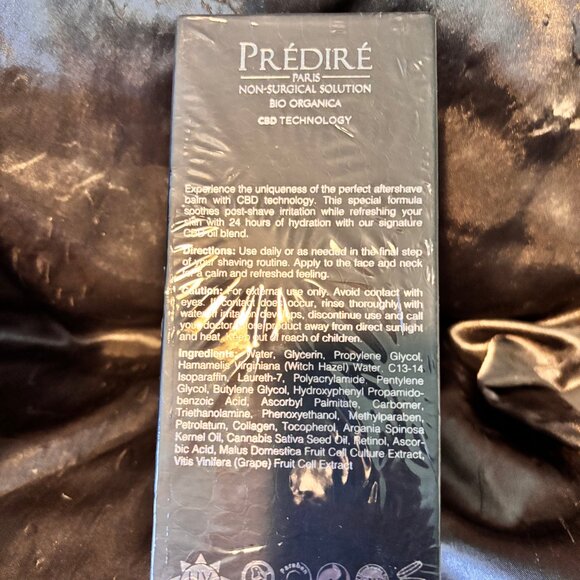 PRÉDIRÉ
PARIS
NON-SURGICAL SOLUTION
BIO ORGANICA
CBD TECHNOLOGY
Experience the uniqueness of the perfect aftershave
balm with CBD technology. This special formula
soothes post-shave irritation while refreshing your
skin with 24 hours of hydration with our signature
CBD oil blend.
Directions: Use daily or as needed in the final step
of your shaving routine. Apply to the face and neck
for a calm and refreshed feeling.
Caution: For external use only. Avoid contact with
eyes. If contact does occur, rinse thoroughly with
water. If irritation develops, discontinue use and call
your doctor. Store product away from direct sunlight
and heat. Keep out of reach of children.
Ingredients: Water, Glycerin, Propylene Glycol,
Hamamelis Virginiana (Witch Hazel) Water, C13-14
Isoparaffin, Laureth-7, Polyacrylamide, Pentylene
Glycol, Butylene Glycol, Hydroxyphenyl Propamido-
benzoic Acid, Ascorbyl Palmitate, Carbomer,
Triethanolamine, Phenoxyethanol, Methylparaben,
Petrolatum, Collagen, Tocopherol, Argania Spinosa
Kernel Oil, Cannabis Sativa Seed Oil, Retinol, Ascor-
bic Acid, Malus Domestica Fruit Cell Culture Extract,
Vitis Vinifera (Grape) Fruit Cell Extract
UV
Paraben